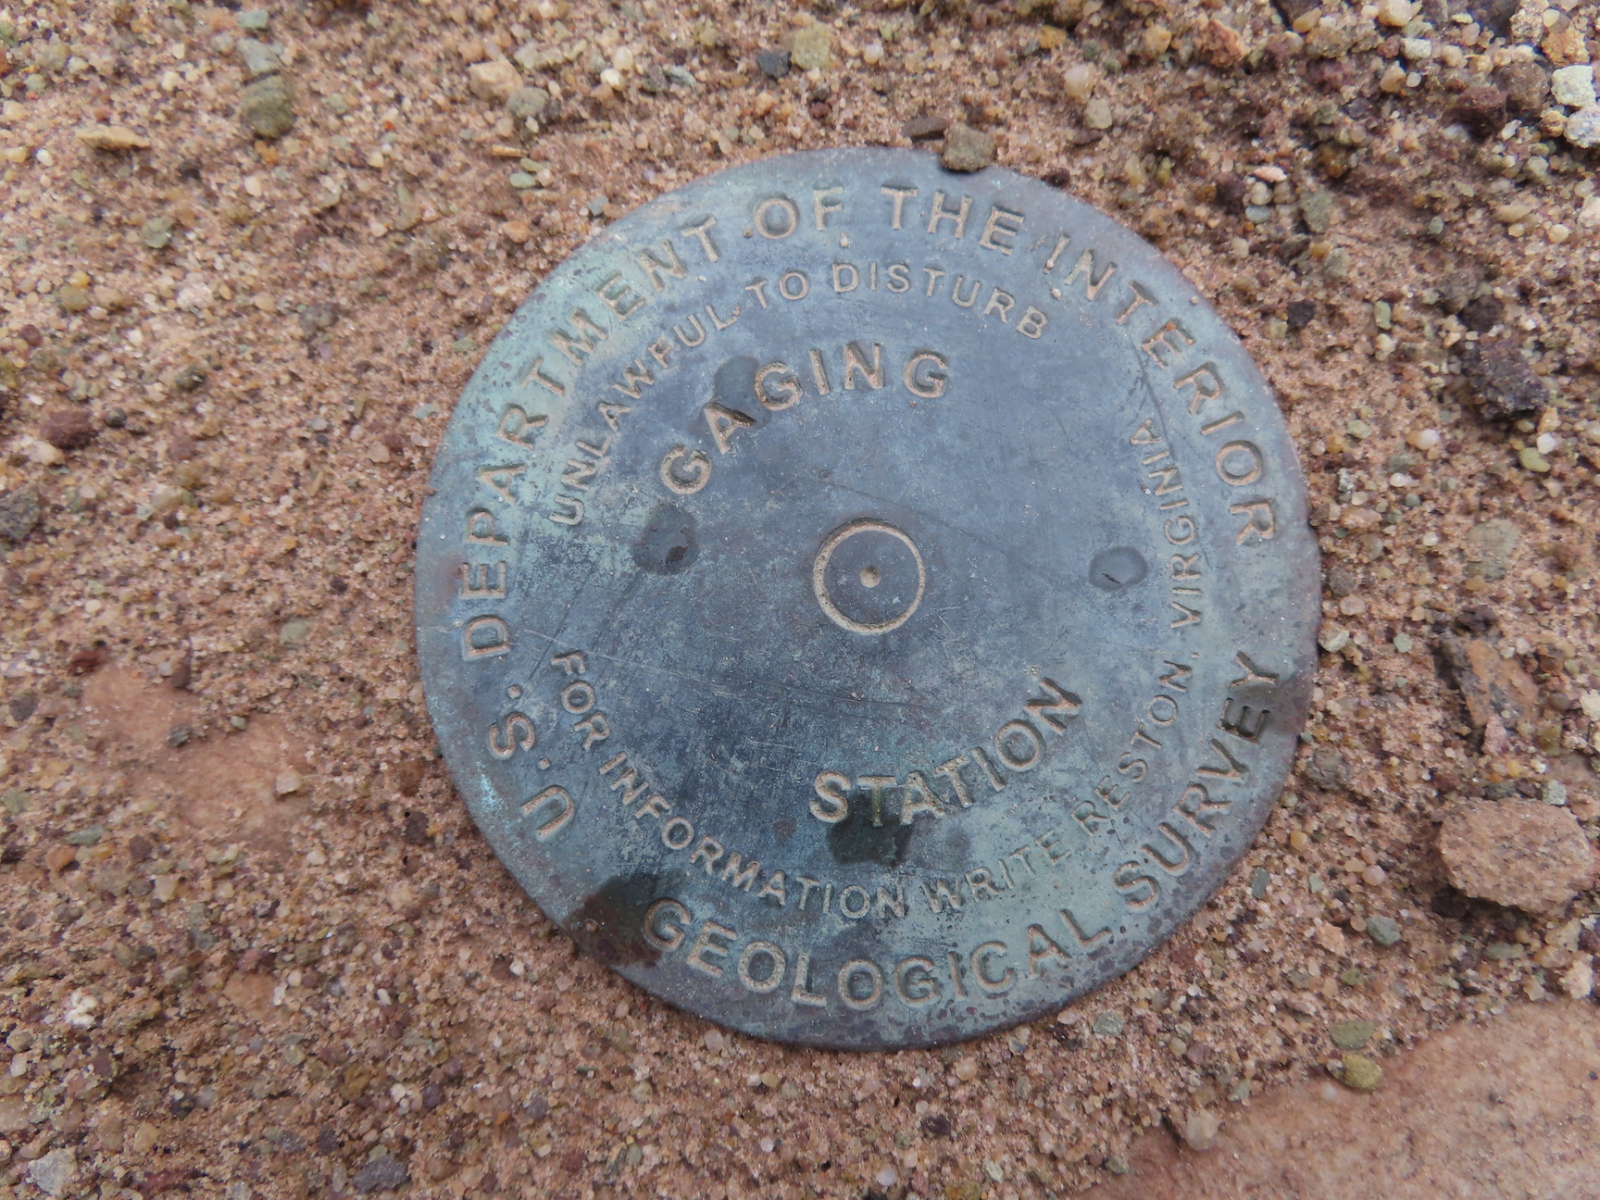 U.S. DEPARTMENT OF THE INTERIOR
UNLAWFUL TO DISTURB
GAGING
STATION
FOR INFORMATION WRITE RESTON, VIRGINIA
GEOLOGICAL SURVEY